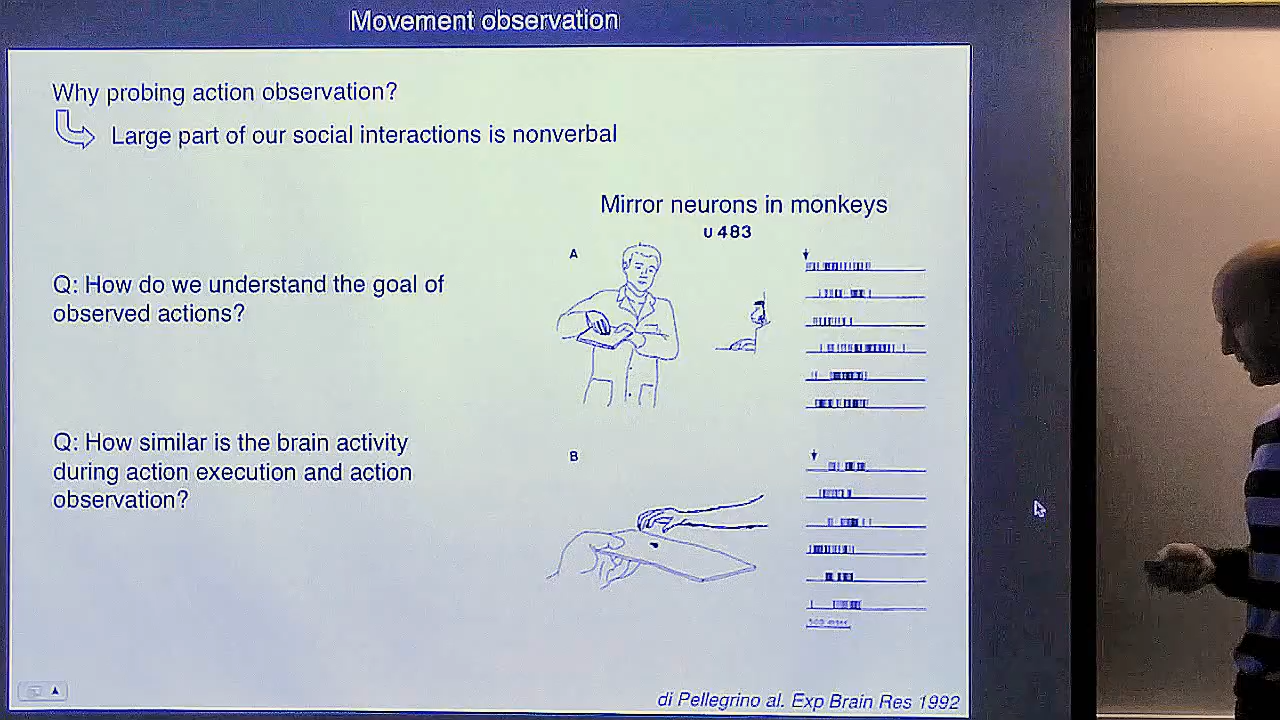 Movement observation
Why probing action observation?
Large part of our social interactions is nonverbal
Mirror neurons in monkeys
U 483
A
Q: How do we understand the goal of
observed actions?
Q: How similar is the brain activity
during action execution and action
observation?
B
di Pellegrino al. Exp Brain Res 1992